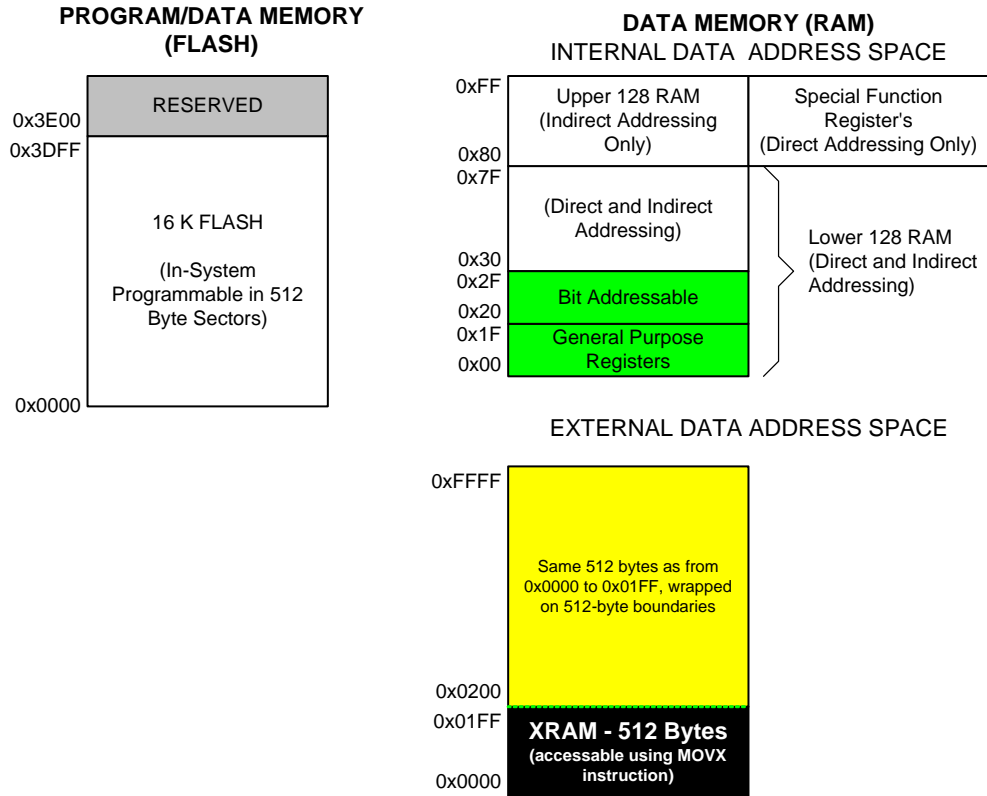 PROGRAM/DATA MEMORY
(FLASH)
RESERVED
0x3E00
0x3DFF
16 K FLASH
(In-System
Programmable in 512
Byte Sectors)
0x0000
DATA MEMORY (RAM)
INTERNAL DATA ADDRESS SPACE
0xFF
Upper 128 RAM
(Indirect Addressing
Only)
Special Function
Register's
(Direct Addressing Only)
0x80
0x7F
(Direct and Indirect
Addressing)
Lower 128 RAM
(Direct and Indirect
Addressing)
0x30
0x2F
Bit Addressable
0x20
0x1F
General Purpose
Registers
0x00
EXTERNAL DATA ADDRESS SPACE
0xFFFF
Same 512 bytes as from
0x0000 to 0x01FF, wrapped
on 512-byte boundaries
0x0200
0x01FF
XRAM - 512 Bytes
(accessable using MOVX
instruction)
0x0000